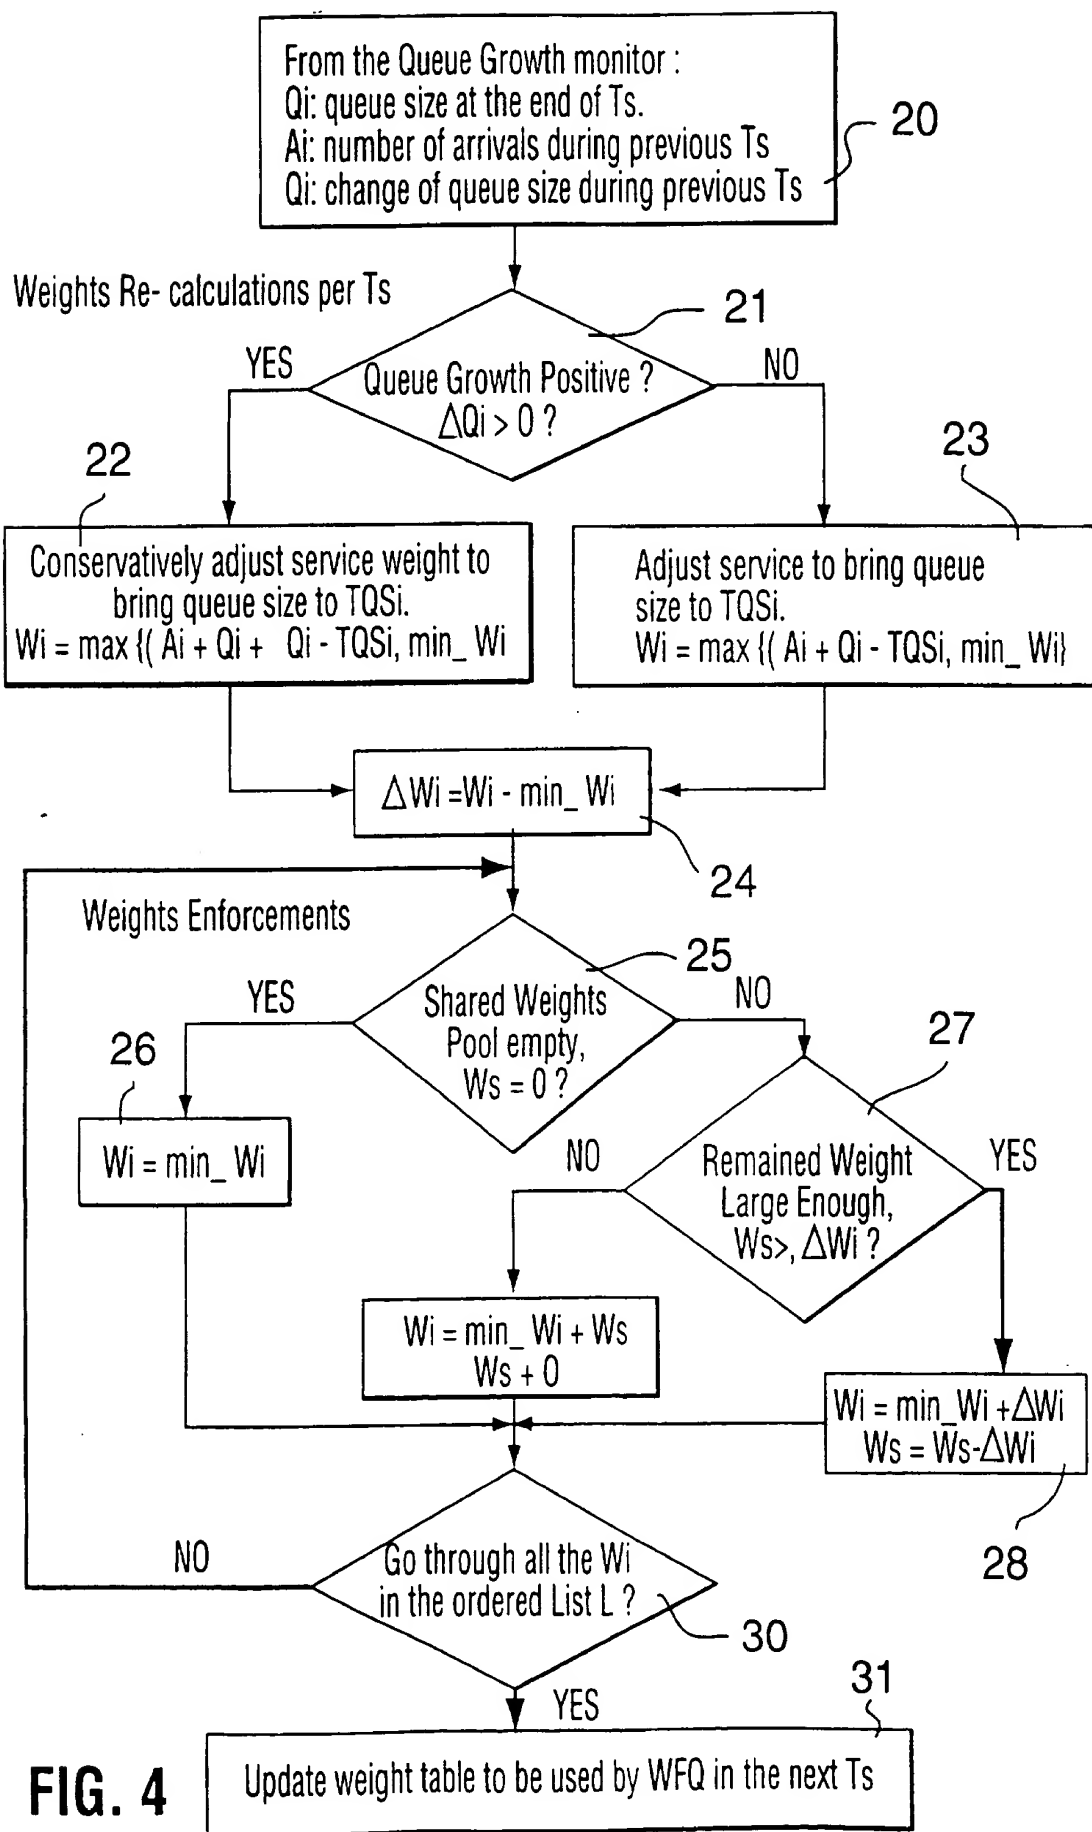 From the Queue Growth monitor :
Qi: queue size at the end of Ts.
Ai: number of arrivals during previous Ts
Qi: change of queue size during previous Ts
20
Weights Re- calculations per Ts
21
YES
Queue Growth Positive ?
ΔQi > 0 ?
NO
22
Conservatively adjust service weight to
bring queue size to TQSi.
Wi = max {( Ai + Qi + Qi - TQSi, min_ Wi
23
Adjust service to bring queue
size to TQSi.
Wi = max {( Ai + Qi - TQSi, min_ Wi}
ΔWi =Wi - min_ Wi
24
Weights Enforcements
25
YES
Shared Weights
Pool empty,
Ws = 0 ?
NO
26
Wi = min_ Wi
27
NO
Remained Weight
Large Enough,
Ws>, ΔWi ?
YES
Wi = min_ Wi + Ws
Ws + 0
Wi = min_Wi +ΔWi
Ws = Ws-ΔWi
28
NO
Go through all the Wi
in the ordered List L ?
30
YES
31
Update weight table to be used by WFQ in the next Ts
FIG. 4